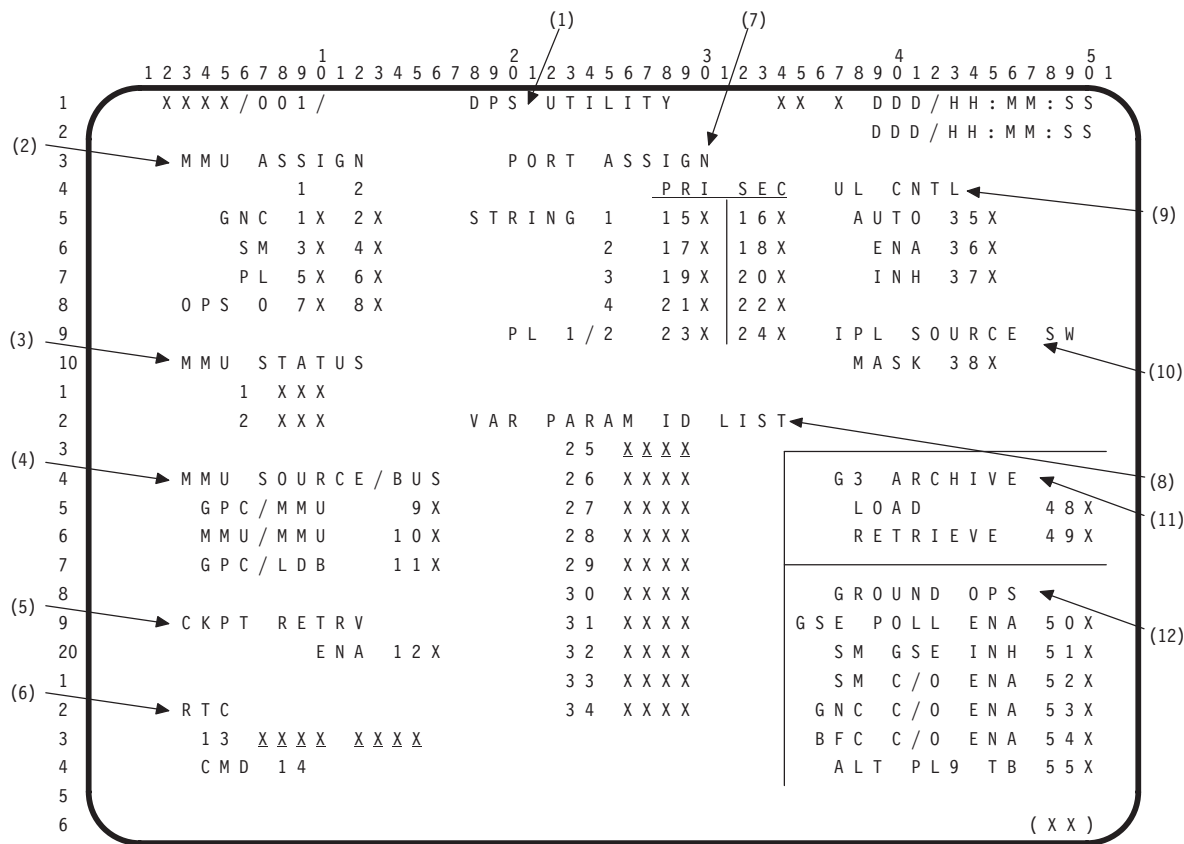 (1) (7)
1 2 3 4 5
1 2 3 4 5 6 7 8 9 0 1 2 3 4 5 6 7 8 9 0 1 2 3 4 5 6 7 8 9 0 1 2 3 4 5 6 7 8 9 0 1 2 3 4 5 6 7 8 9 0 1
1 XXXX/001/ DPS UTILITY XX X DDD/HH:MM:SS
2 DDD/HH:MM:SS
(2)
3 MMU ASSIGN PORT ASSIGN
4 1 2 PRI SEC UL CNTL
(9)
5 GNC 1X 2X STRING 1 15X 16X AUTO 35X
6 SM 3X 4X 2 17X 18X ENA 36X
7 PL 5X 6X 3 19X 20X INH 37X
8 OPS 0 7X 8X 4 21X 22X
9 PL 1/2 23X 24X IPL SOURCE SW
(3)
10 MMU STATUS MASK 38X
(10)
1 1 XXX
2 2 XXX VAR PARAM ID LIST
3 25 XXXX
(4) (8)
4 MMU SOURCE/BUS 26 XXXX G3 ARCHIVE
5 GPC/MMU 9X 27 XXXX LOAD 48X
(11)
6 MMU/MMU 10X 28 XXXX RETRIEVE 49X
7 GPC/LDB 11X 29 XXXX
8 30 XXXX GROUND OPS
(5)
9 CKPT RETRV 31 XXXX GSE POLL ENA 50X
(12)
20 ENA 12X 32 XXXX SM GSE INH 51X
1 33 XXXX SM C/O ENA 52X
(6)
2 RTC 34 XXXX GNC C/O ENA 53X
3 13 XXXX XXXX BFC C/O ENA 54X
4 CMD 14 ALT PL9 TB 55X
5
6 (XX)